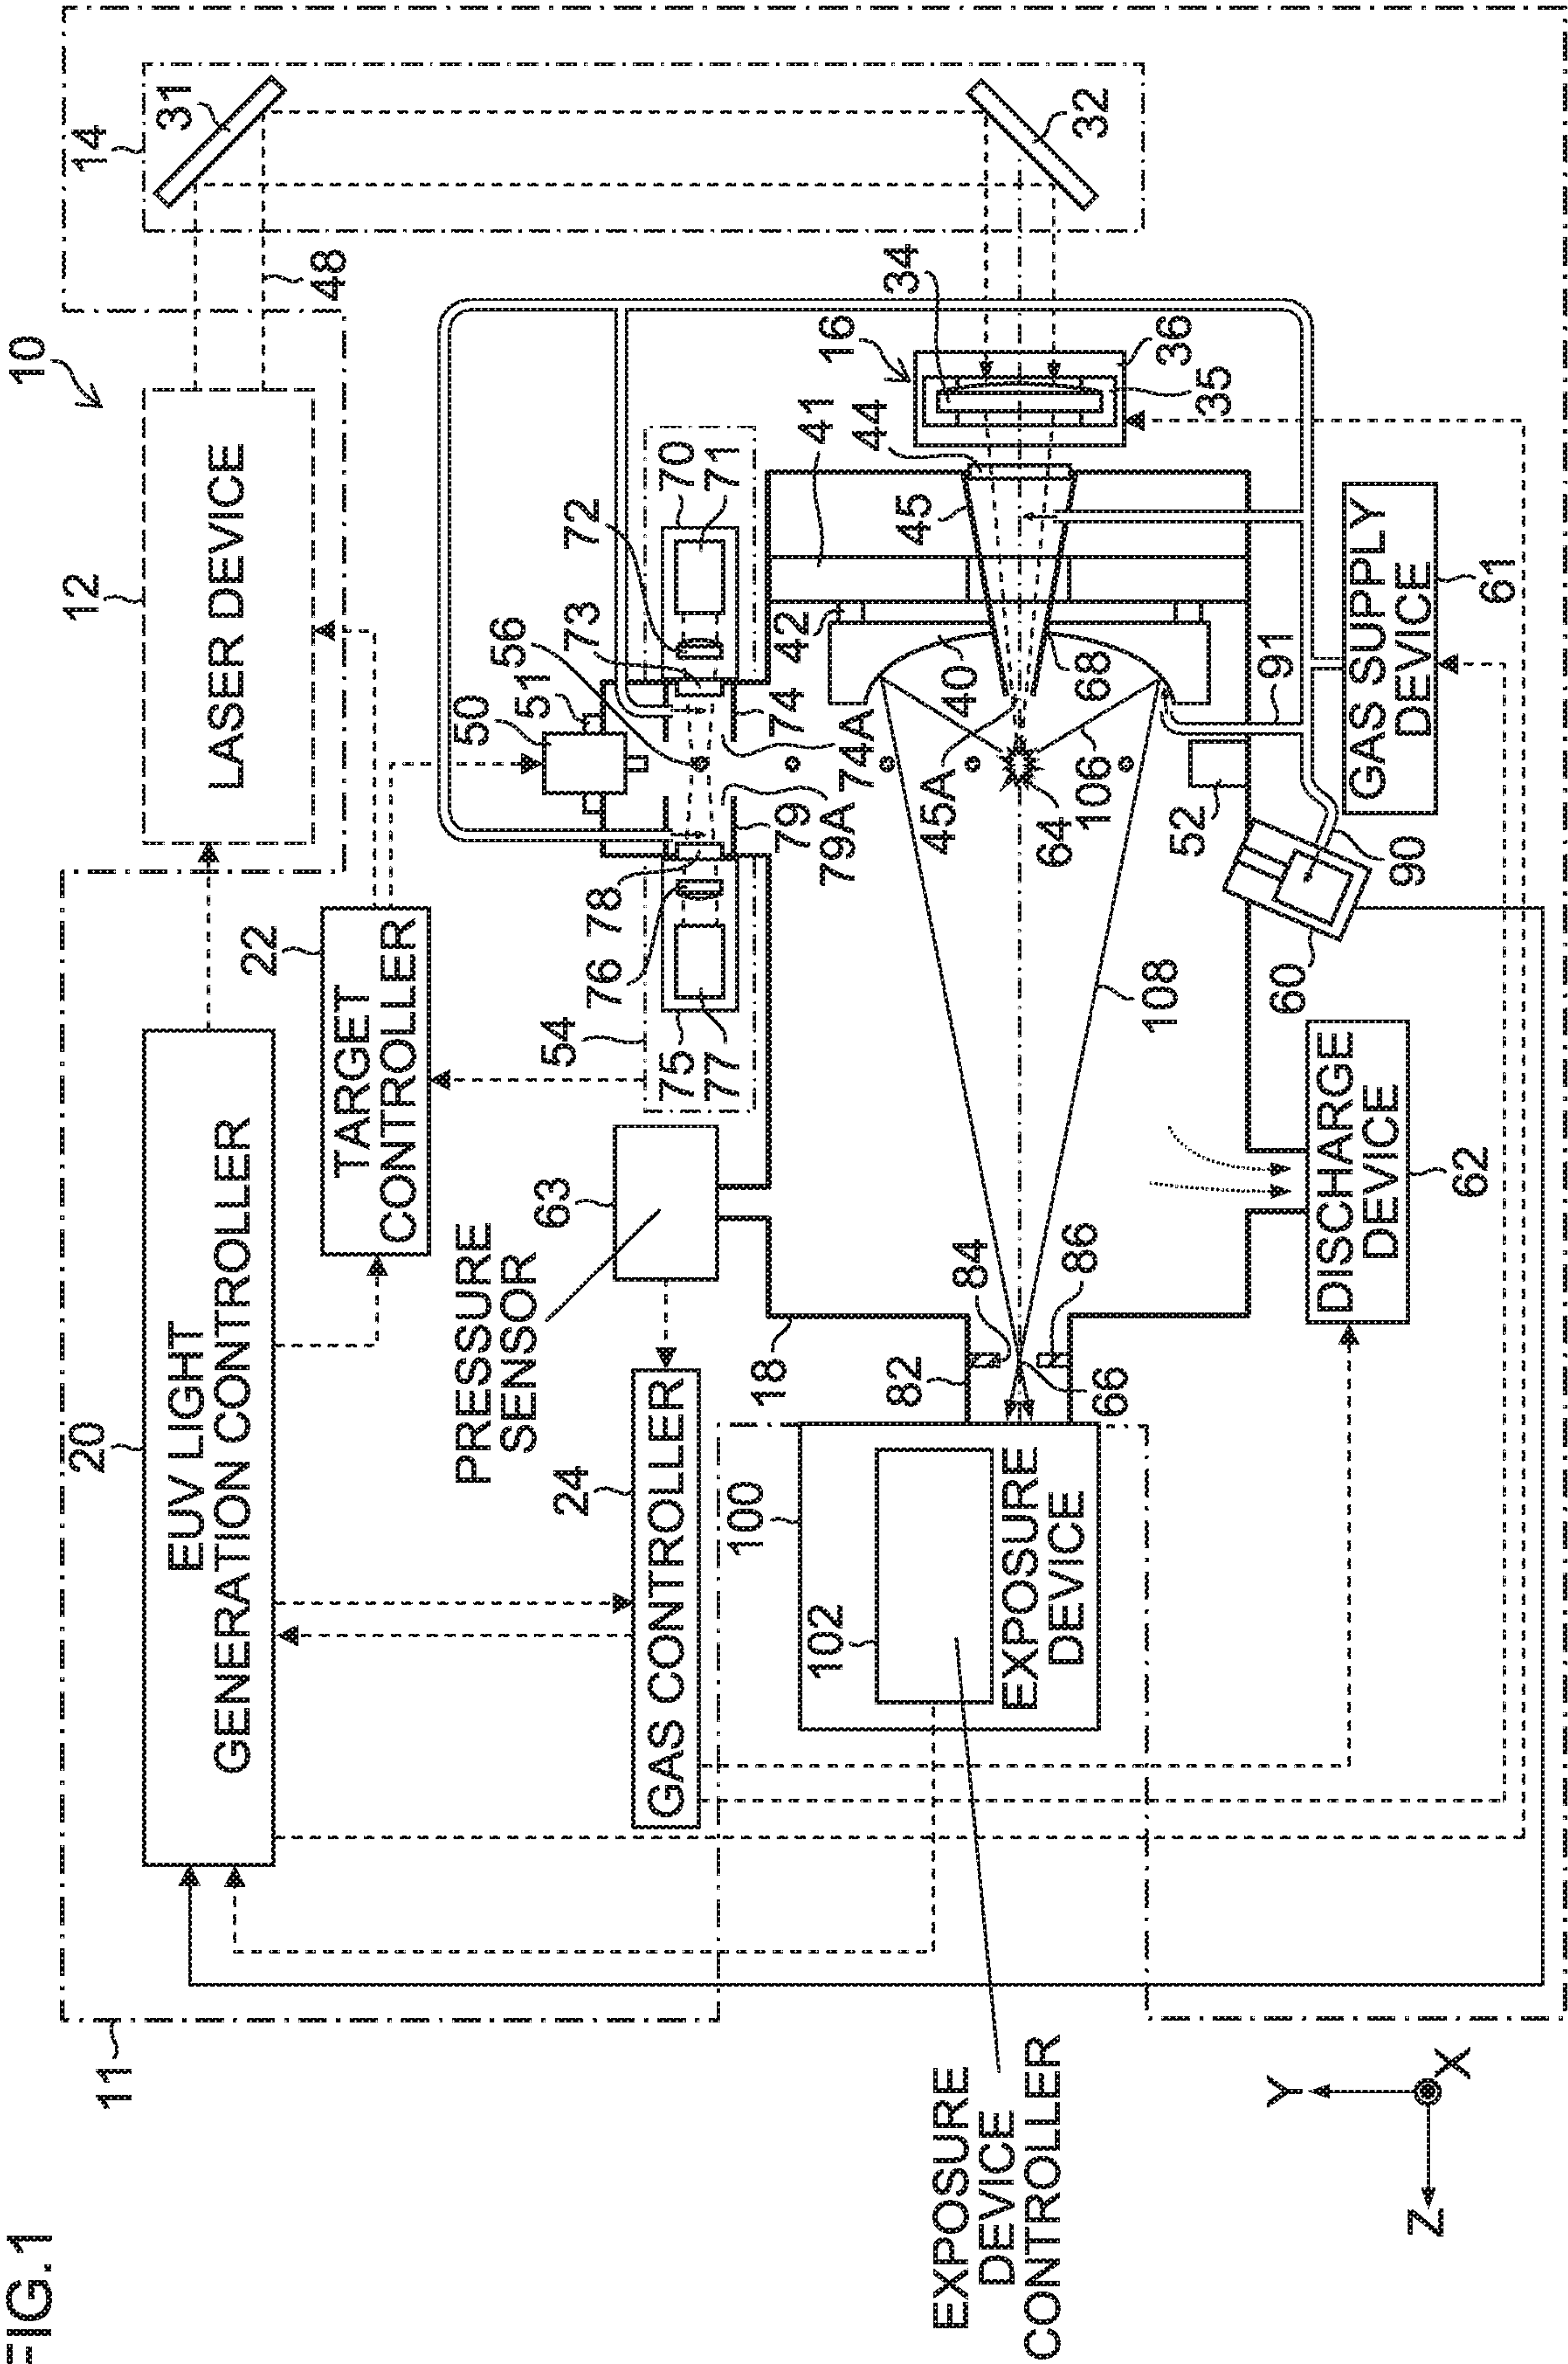 FIG.1
11
20
EUV LIGHT
GENERATION CONTROLLER
12
LASER DEVICE
10
14
31
32
48
22
TARGET
CONTROLLER
PRESSURE
SENSOR
63
54
75
77
76
78
79
79A
74A
74
50
51
56
73
72
70
71
24
GAS CONTROLLER
18
100
102
EXPOSURE
DEVICE
82
84
86
66
41
42
40
44
45
45A
16
34
35
36
68
64
106
108
52
91
90
60
61
GAS SUPPLY
DEVICE
62
DISCHARGE
DEVICE
EXPOSURE
DEVICE
CONTROLLER
Y
Z
X